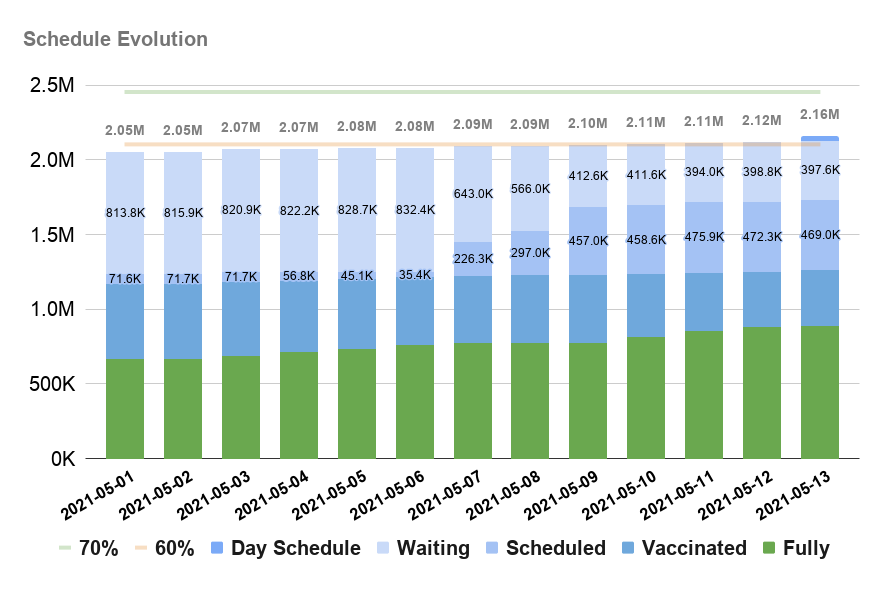 Schedule Evolution
2.5M
2.05M 2.05M 2.07M 2.07M 2.08M 2.08M 2.09M 2.09M 2.10M 2.11M 2.11M 2.12M 2.16M
2.0M
813.8K 815.9K 820.9K 822.2K 828.7K 832.4K 643.0K 566.0K 412.6K 411.6K 394.0K 398.8K 397.6K
1.5M
71.6K 71.7K 71.7K 56.8K 45.1K 35.4K 226.3K 297.0K 457.0K 458.6K 475.9K 472.3K 469.0K
1.0M
500K
0K
2021-05-01 2021-05-02 2021-05-03 2021-05-04 2021-05-05 2021-05-06 2021-05-07 2021-05-08 2021-05-09 2021-05-10 2021-05-11 2021-05-12 2021-05-13
70% 60% Day Schedule Waiting Scheduled Vaccinated Fully